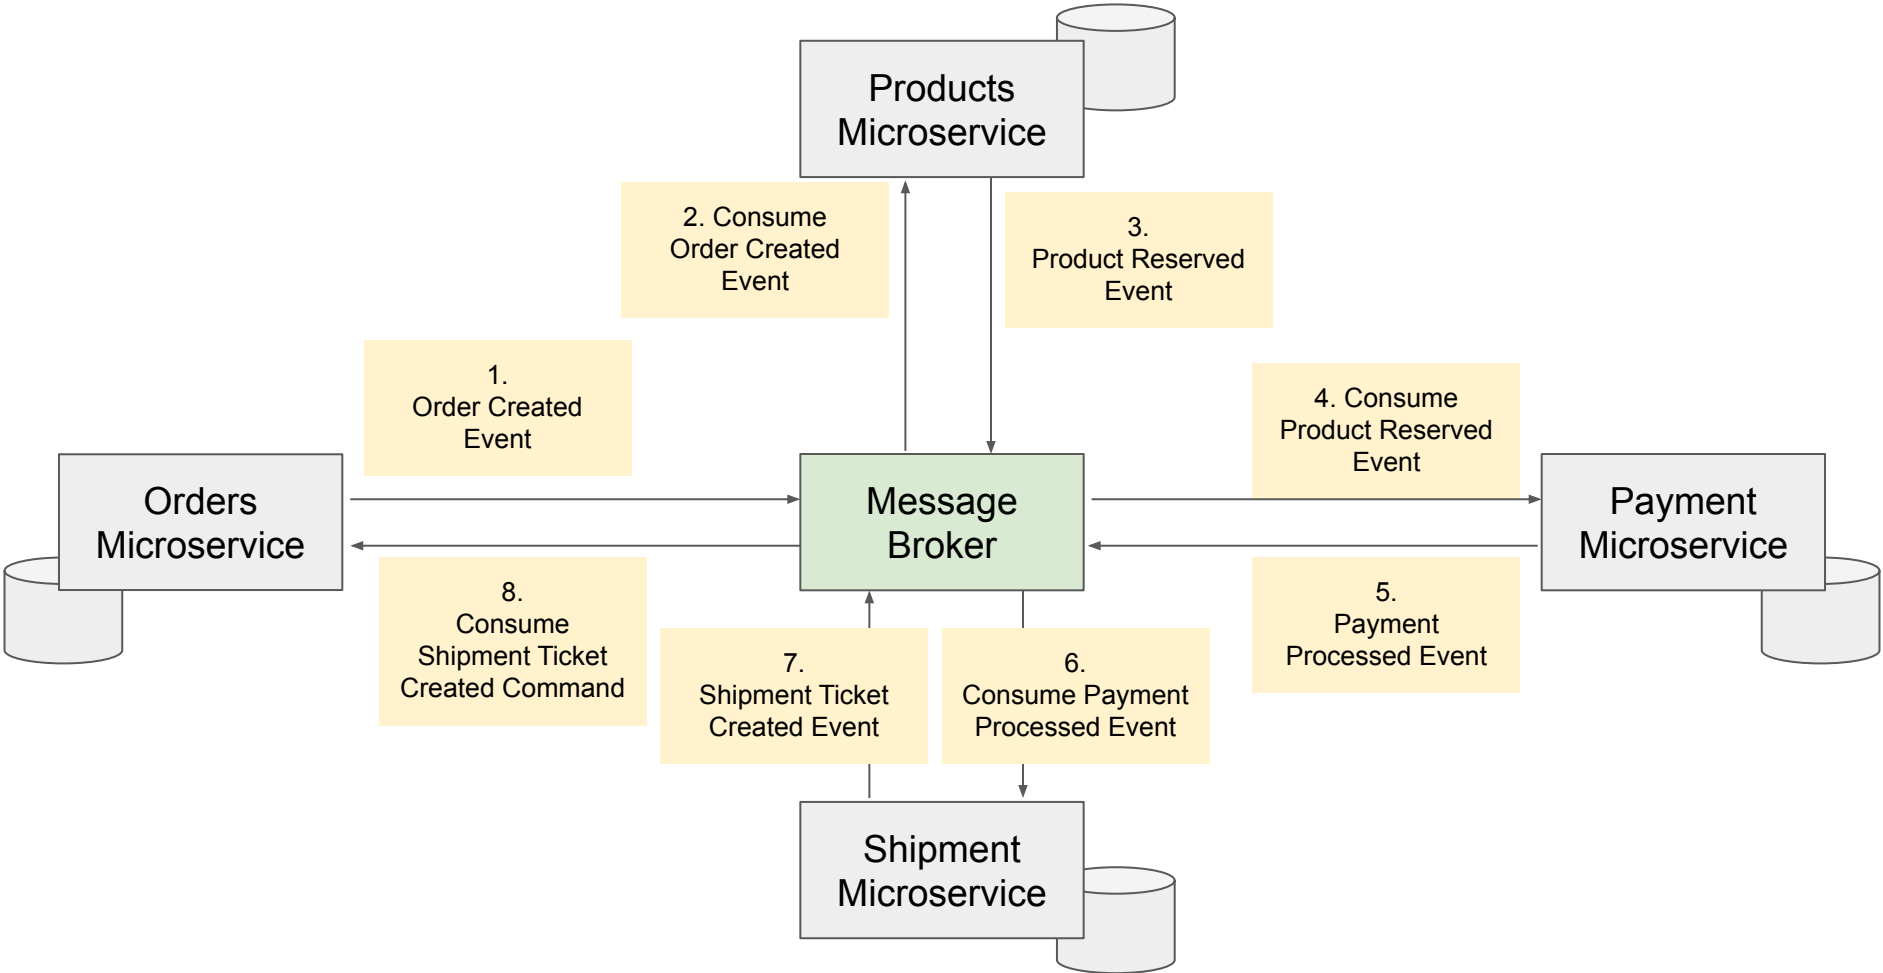 Products
Microservice
2. Consume
Order Created
Event
3.
Product Reserved
Event
1.
Order Created
Event
4. Consume
Product Reserved
Event
Orders
Microservice
Message
Broker
Payment
Microservice
8.
Consume
Shipment Ticket
Created Command
7.
Shipment Ticket
Created Event
6.
Consume Payment
Processed Event
5.
Payment
Processed Event
Shipment
Microservice